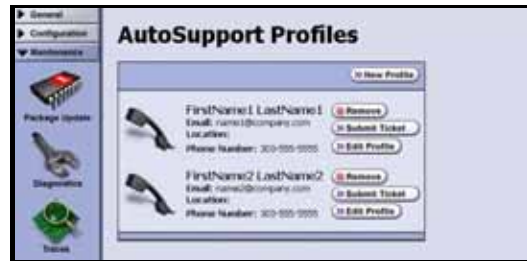 General
Configuration
Maintenance
Package Update
Diagnostics
Traces
AutoSupport Profiles
New Profile
FirstName1 LastName1
Email: name1@company.com
Location:
Phone Number: 303-555-5555
Remove
Submit Ticket
Edit Profile
FirstName2 LastName2
Email: name2@company.com
Location:
Phone Number: 303-555-5555
Remove
Submit Ticket
Edit Profile